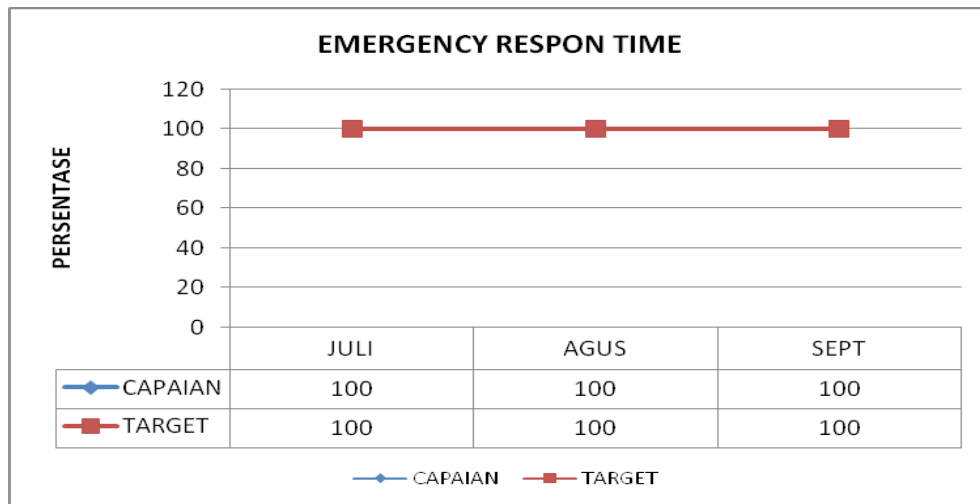 EMERGENCY RESPON TIME
PERSENTASE
120
100
80
60
40
20
0
JULI AGUS SEPT
CAPAIAN 100 100 100
TARGET 100 100 100
CAPAIAN TARGET